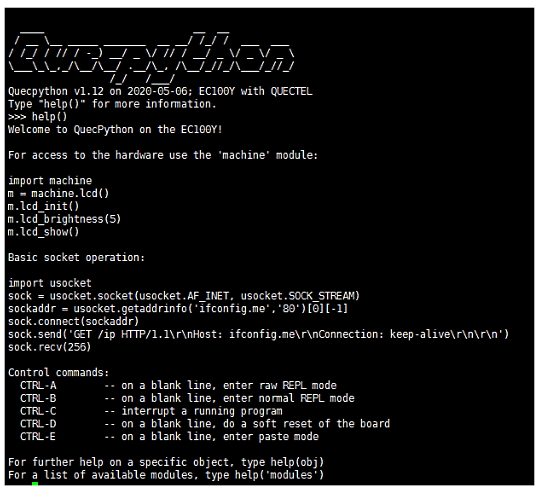 Quecpython
Quecpython v1.12 on 2020-05-06; EC100Y with QUECTEL
Type "help()" for more information.
>>> help()
Welcome to QuecPython on the EC100Y!

For access to the hardware use the 'machine' module:

import machine
m = machine.lcd()
m.lcd_init()
m.lcd_brightness(5)
m.lcd_show()

Basic socket operation:

import usocket
sock = usocket.socket(usocket.AF_INET, usocket.SOCK_STREAM)
sockaddr = usocket.getaddrinfo('ifconfig.me','80')[0][-1]
sock.connect(sockaddr)
sock.send('GET /ip HTTP/1.1\r\nHost: ifconfig.me\r\nConnection: keep-alive\r\n\r\n')
sock.recv(256)

Control commands:
  CTRL-A        -- on a blank line, enter raw REPL mode
  CTRL-B        -- on a blank line, enter normal REPL mode
  CTRL-C        -- interrupt a running program
  CTRL-D        -- on a blank line, do a soft reset of the board
  CTRL-E        -- on a blank line, enter paste mode

For further help on a specific object, type help(obj)
For a list of available modules, type help('modules')